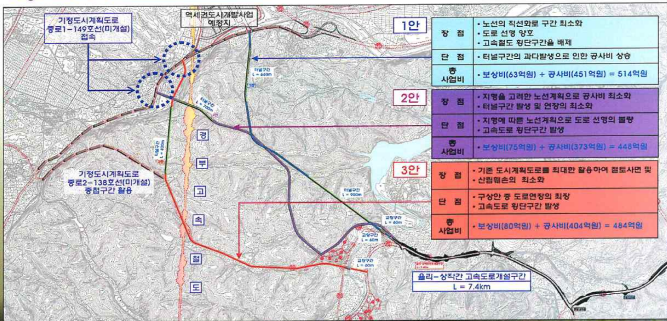 기정도시계획도로
중로1-149호선(미개설)
접속
역세권도시개발사업
예정지
1안
장 점
• 노선의 직선화로 구간 최소화
• 도로 선형 양호
• 고속철도 횡단구간을 배제
단 점
• 터널구간의 과다발생으로 인한 공사비 상승
총
사업비
• 보상비(63억원) + 공사비(451억원) = 514억원
2안
장 점
• 지형을 고려한 노선계획으로 공사비 최소화
• 터널구간 발생 및 연장의 최소화
단 점
• 지형에 따른 노선계획으로 도로 선형의 불량
• 고속도로 횡단구간 발생
총
사업비
• 보상비(75억원) + 공사비(373억원) = 448억원
3안
장 점
• 기존 도시계획도로를 최대한 활용하여 절토사면 및
산림훼손의 최소화
단 점
• 구상안 중 도로연장의 최장
• 고속도로 횡단구간 발생
총
사업비
• 보상비(80억원) + 공사비(404억원) = 484억원
경
부
고
속
철
도
기정도시계획도로
중로2-138호선(미개설)
중첩구간 활용
율리-삼작간 고속도로개설구간
L = 7.4km